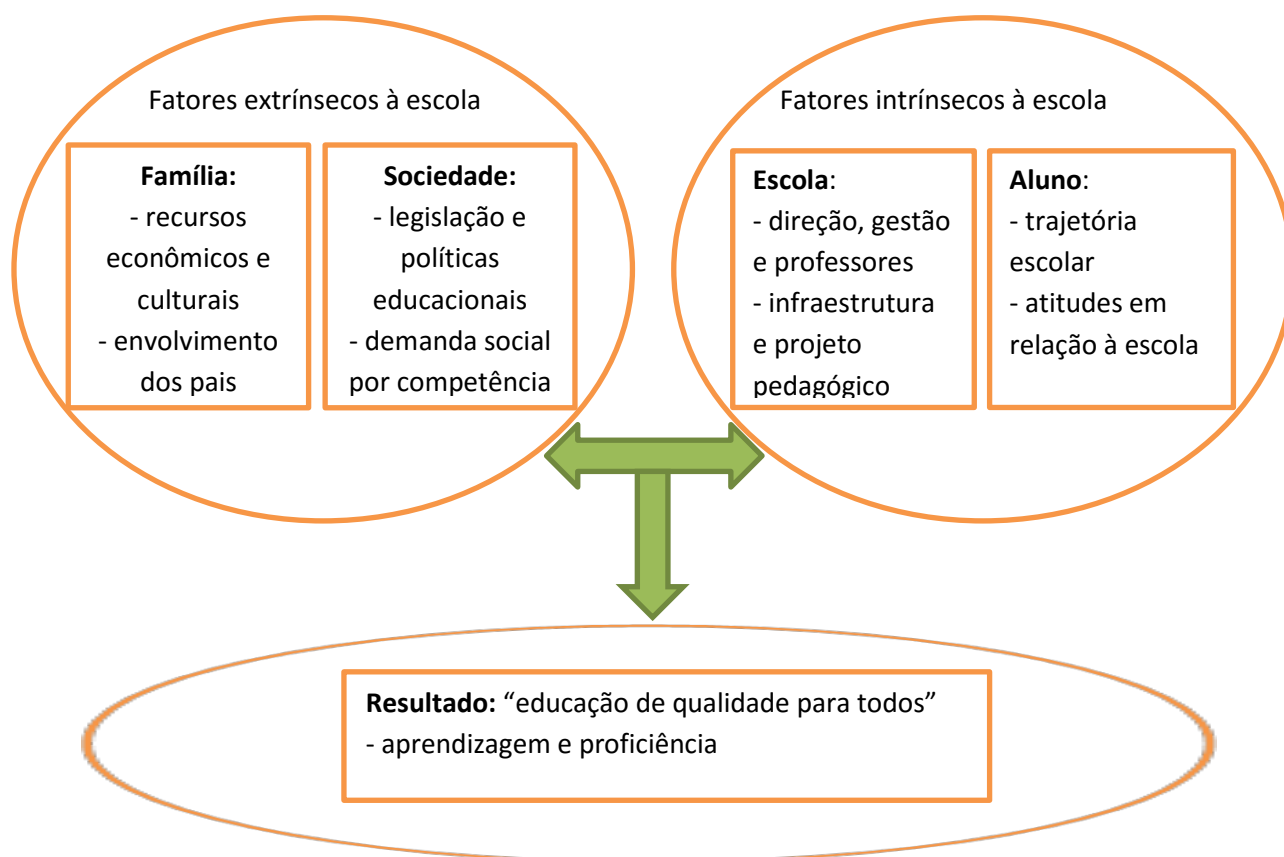 Fatores extrínsecos à escola
Família:
- recursos
econômicos e
culturais
- envolvimento
dos pais
Sociedade:
- legislação e
políticas
educacionais
- demanda social
por competência
Fatores intrínsecos à escola
Escola:
- direção, gestão
e professores
- infraestrutura
e projeto
pedagógico
Aluno:
- trajetória
escolar
- atitudes em
relação à escola
Resultado: “educação de qualidade para todos”
- aprendizagem e proficiência